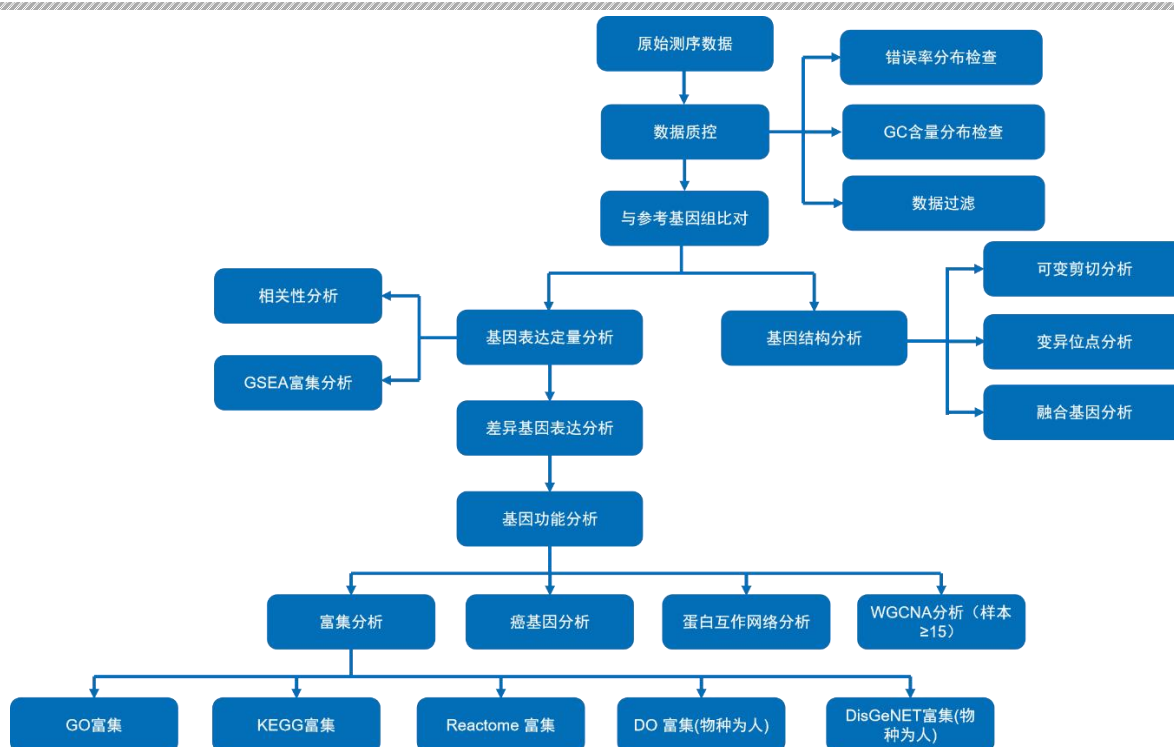 原始测序数据
错误率分布检查
数据质控
GC含量分布检查
数据过滤
与参考基因组比对
可变剪切分析
相关性分析
基因表达定量分析
基因结构分析
变异位点分析
GSEA富集分析
融合基因分析
差异基因表达分析
基因功能分析
富集分析
癌基因分析
蛋白互作网络分析
WGCNA分析（样本
≥15）
GO富集
KEGG富集
Reactome 富集
DO 富集(物种为人)
DisGeNET富集(物
种为人)